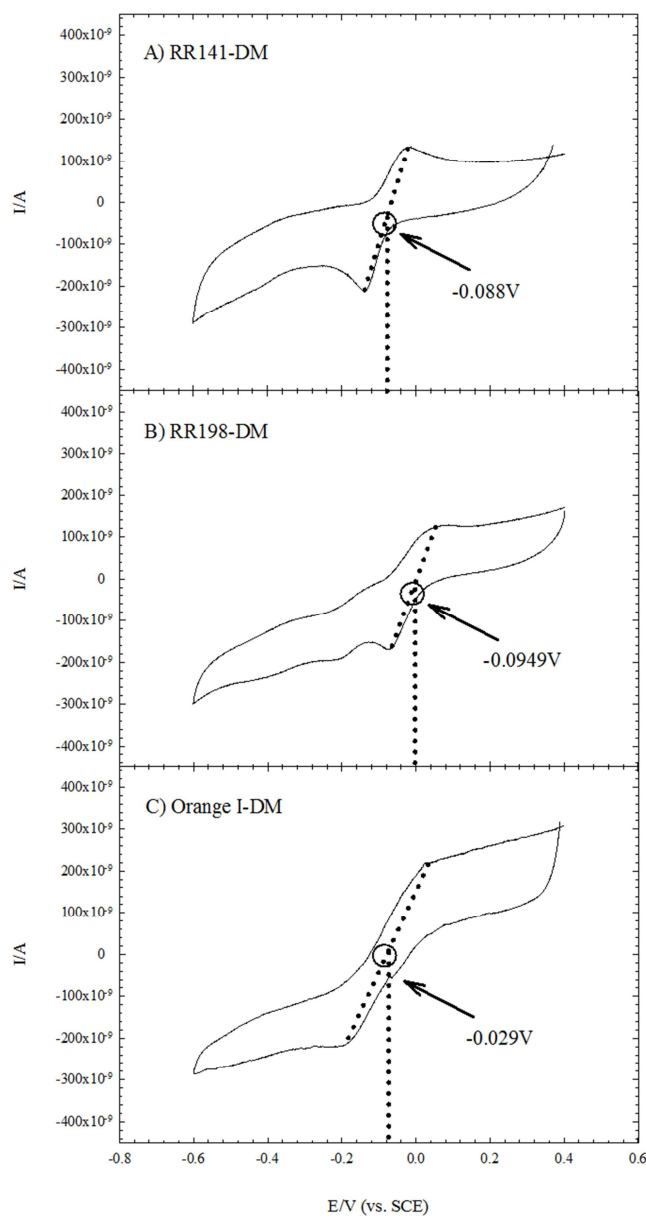 400x10⁻⁹
A) RR141-DM
300x10⁻⁹
200x10⁻⁹
100x10⁻⁹
I/A
0
-100x10⁻⁹
-200x10⁻⁹
-0.088V
-300x10⁻⁹
-400x10⁻⁹
400x10⁻⁹
B) RR198-DM
300x10⁻⁹
200x10⁻⁹
100x10⁻⁹
I/A
0
-100x10⁻⁹
-0.0949V
-200x10⁻⁹
-300x10⁻⁹
-400x10⁻⁹
400x10⁻⁹
C) Orange I-DM
300x10⁻⁹
200x10⁻⁹
100x10⁻⁹
I/A
0
-100x10⁻⁹
-0.029V
-200x10⁻⁹
-300x10⁻⁹
-400x10⁻⁹
-0.8 -0.6 -0.4 -0.2 0.0 0.2 0.4 0.6
E/V (vs. SCE)